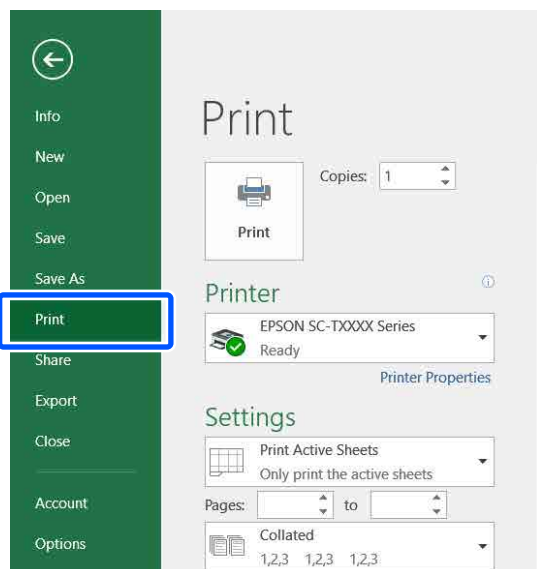 Info
New
Open
Save
Save As
Print
Share
Export
Close
Account
Options
Print
Copies: 1
Print
Printer
EPSON SC-TXXXX Series
Ready
Printer Properties
Settings
Print Active Sheets
Only print the active sheets
Pages: to
Collated
1,2,3 1,2,3 1,2,3